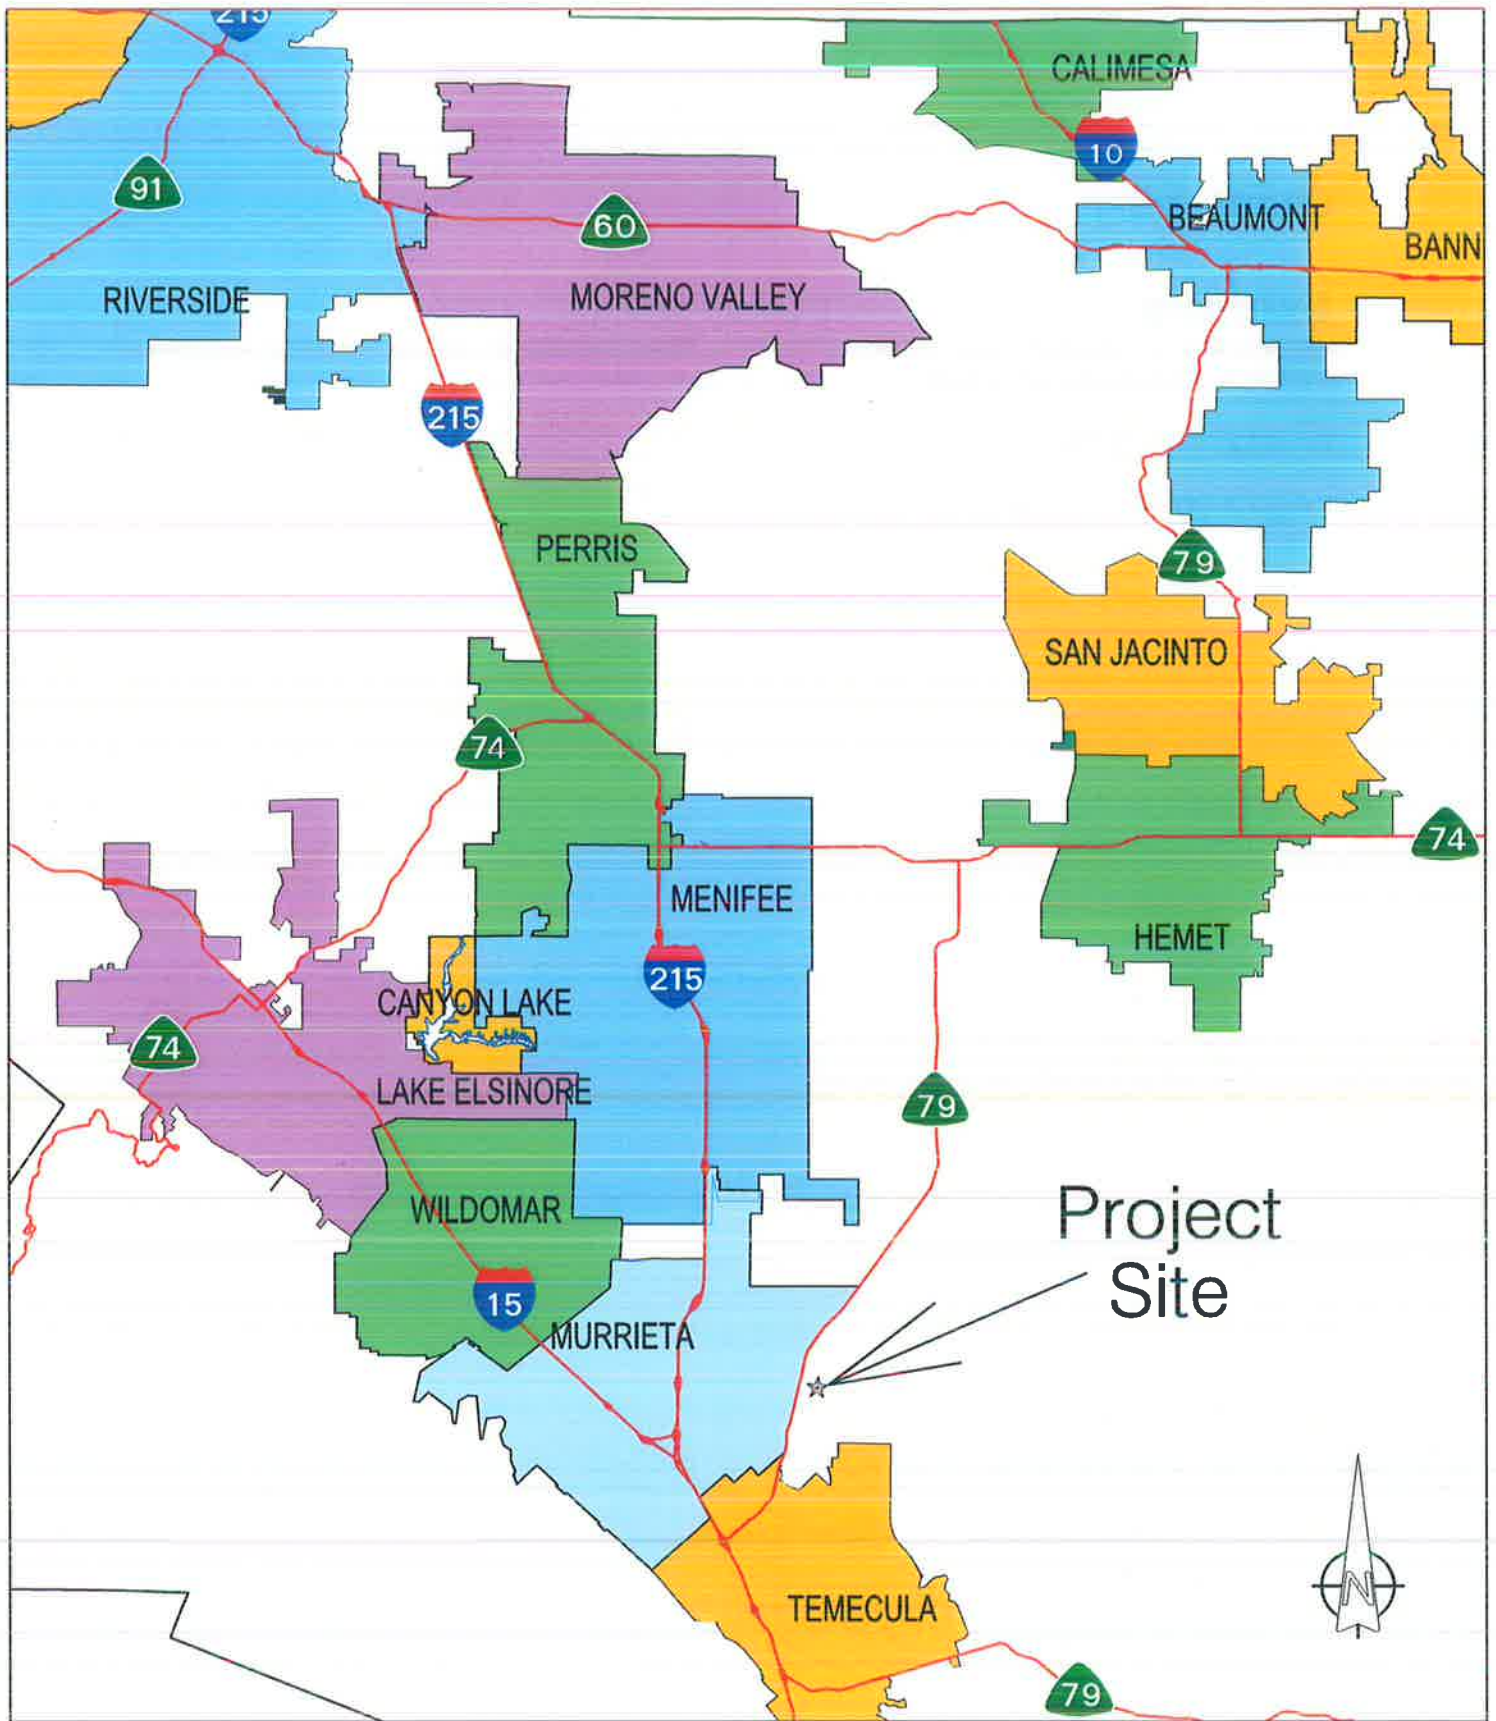 215
CALIMESA
10
91
60
BEAUMONT
BANN
RIVERSIDE
MORENO VALLEY
215
PERRIS
79
SAN JACINTO
74
74
MENIFEE
HEMET
215
CANYON LAKE
74
LAKE ELSINORE
79
WILDOMAR
Project
Site
15
MURRIETA
N
TEMECULA
79